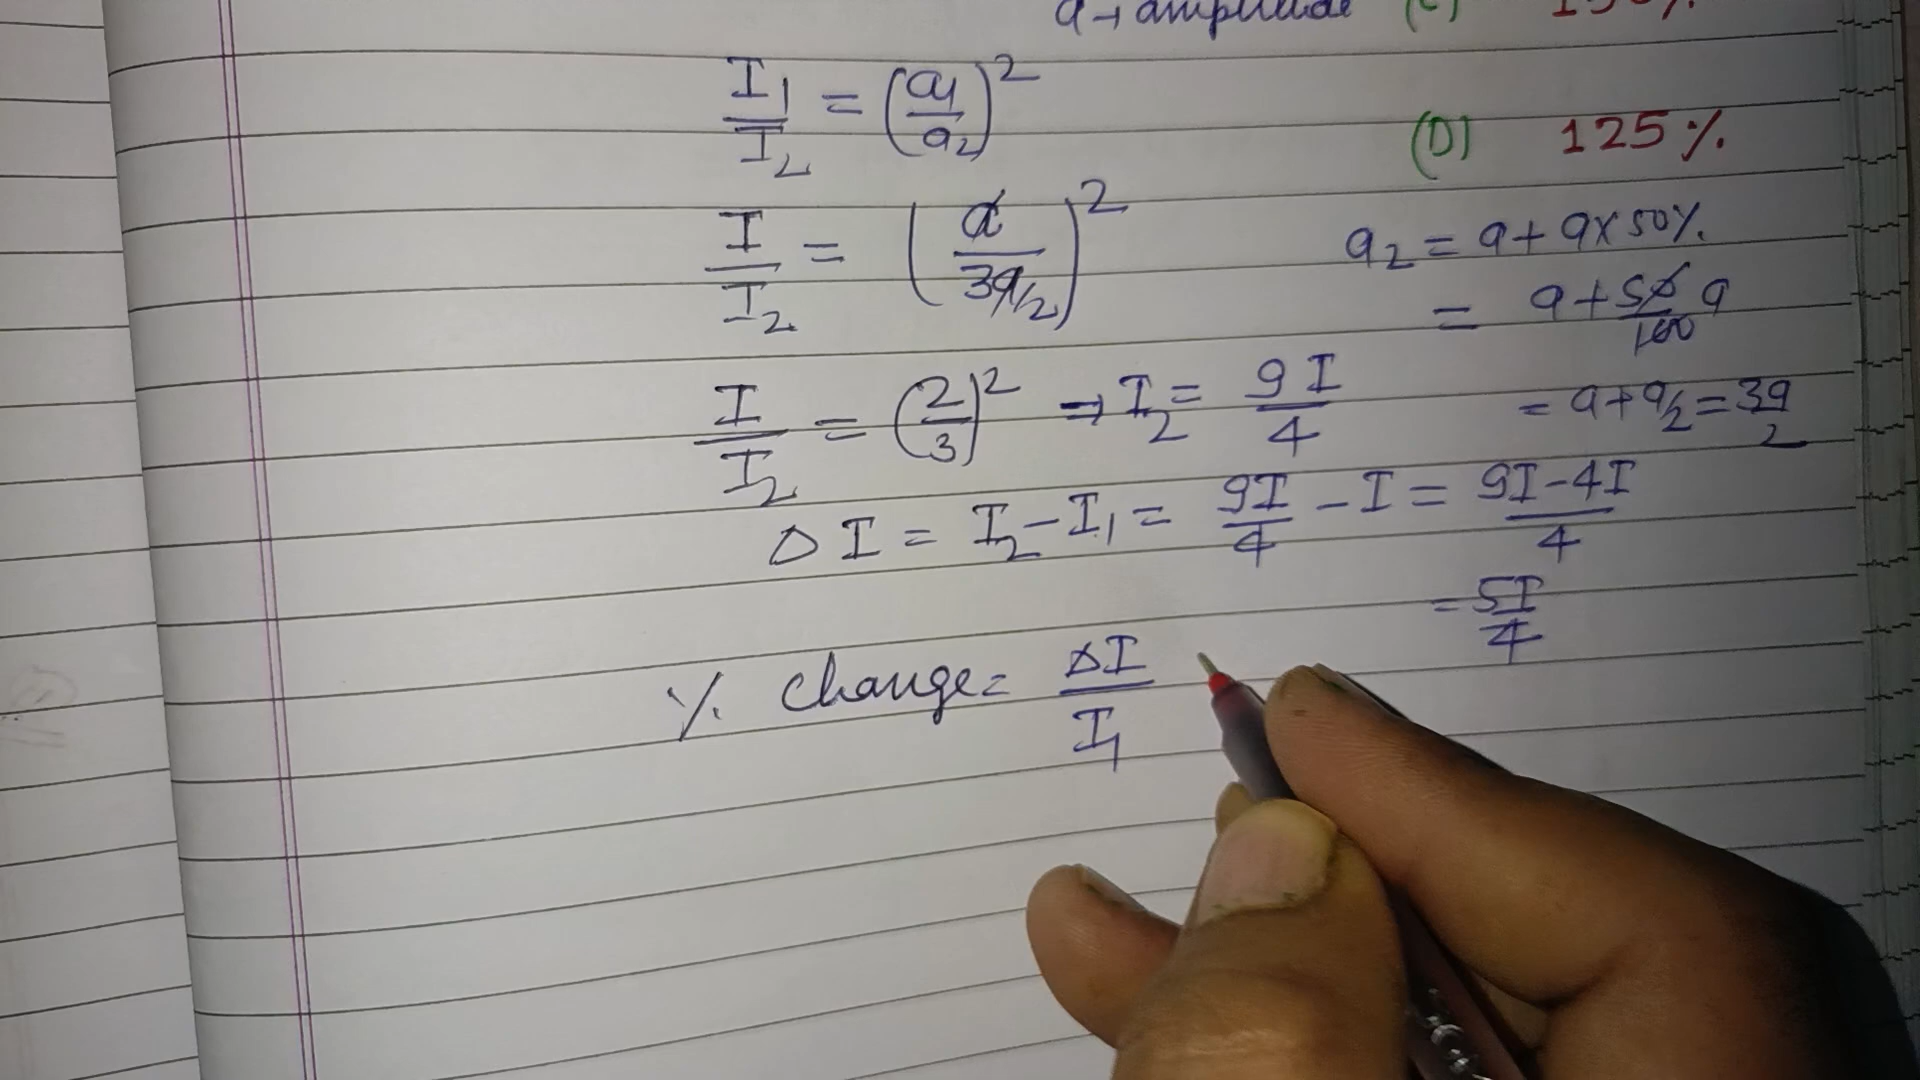 a → amplitude (C) 150%
I1/I2 = (a1/a2)^2
(D) 125%
I/I2 = (a/(3a/2))^2
a2 = a + a x 50%
= a + 50/100 a
I/I2 = (2/3)^2 ⇒ I2 = 9I/4
= a + a/2 = 3a/2
ΔI = I2 - I1 = 9I/4 - I = (9I - 4I)/4
= 5I/4
% change = ΔI/I1